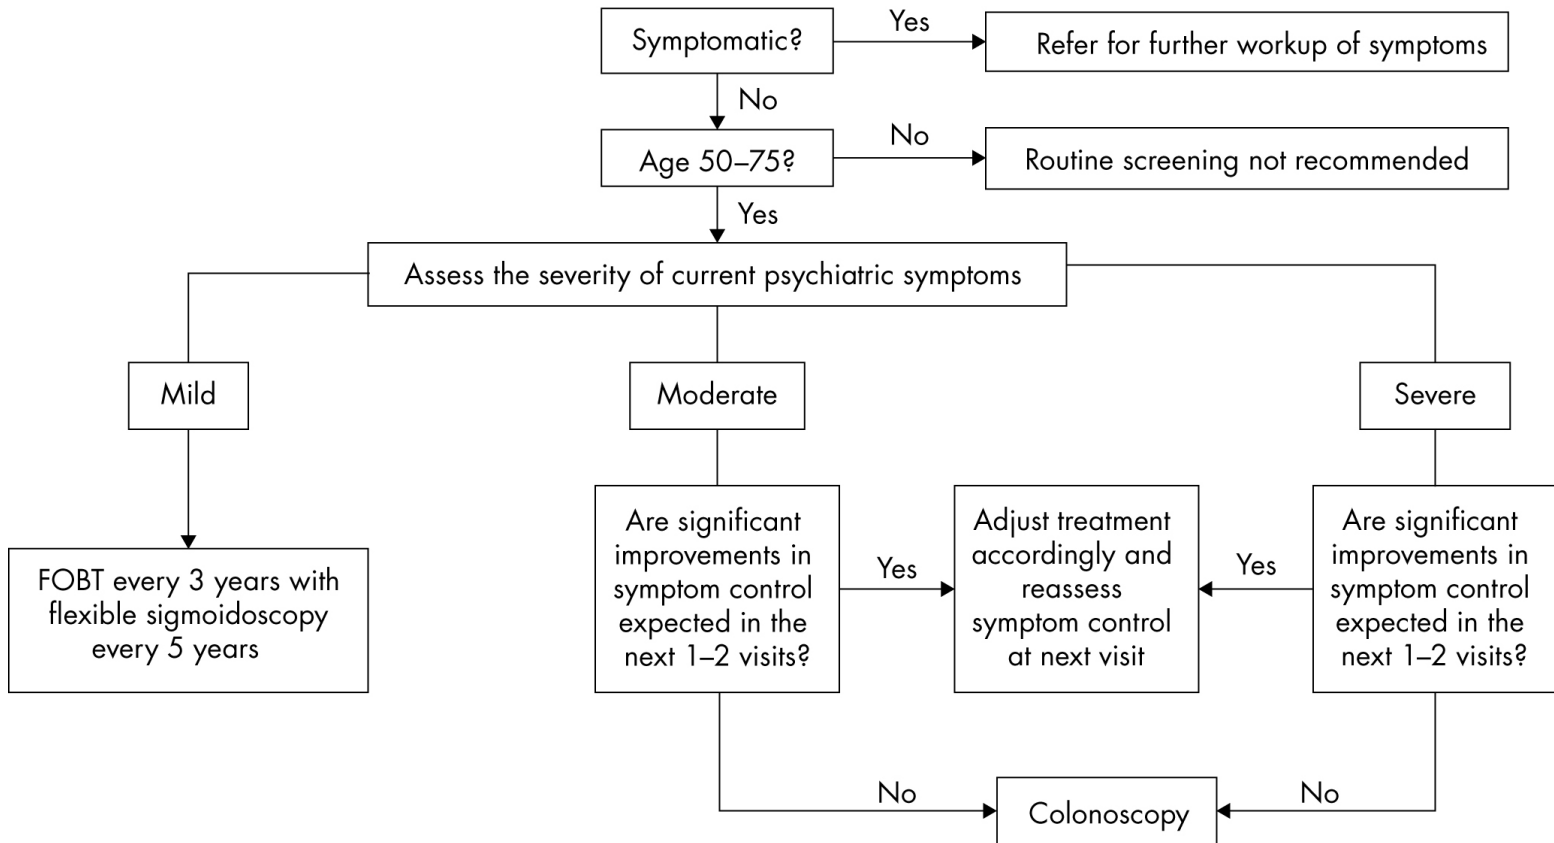 Symptomatic?
Yes
Refer for further workup of symptoms
No
Age 50–75?
No
Routine screening not recommended
Yes
Assess the severity of current psychiatric symptoms
Mild
Moderate
Severe
FOBT every 3 years with
flexible sigmoidoscopy
every 5 years
Are significant
improvements in
symptom control
expected in the
next 1–2 visits?
Yes
Adjust treatment
accordingly and
reassess
symptom control
at next visit
Yes
Are significant
improvements in
symptom control
expected in the
next 1–2 visits?
No
Colonoscopy
No